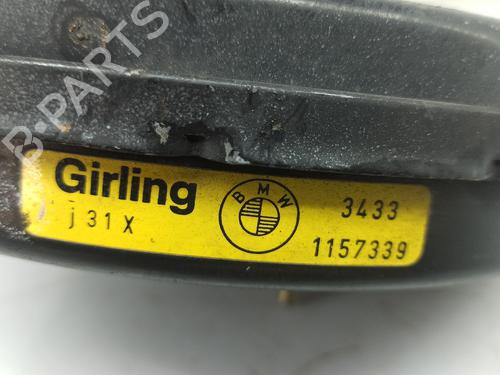 B-PARTS
Girling
BMW
3433
j 31 X
1157339